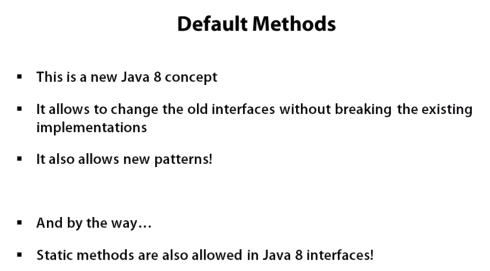 Default Methods
▪ This is a new Java 8 concept
▪ It allows to change the old interfaces without breaking the existing
implementations
▪ It also allows new patterns!
▪ And by the way…
▪ Static methods are also allowed in Java 8 interfaces!